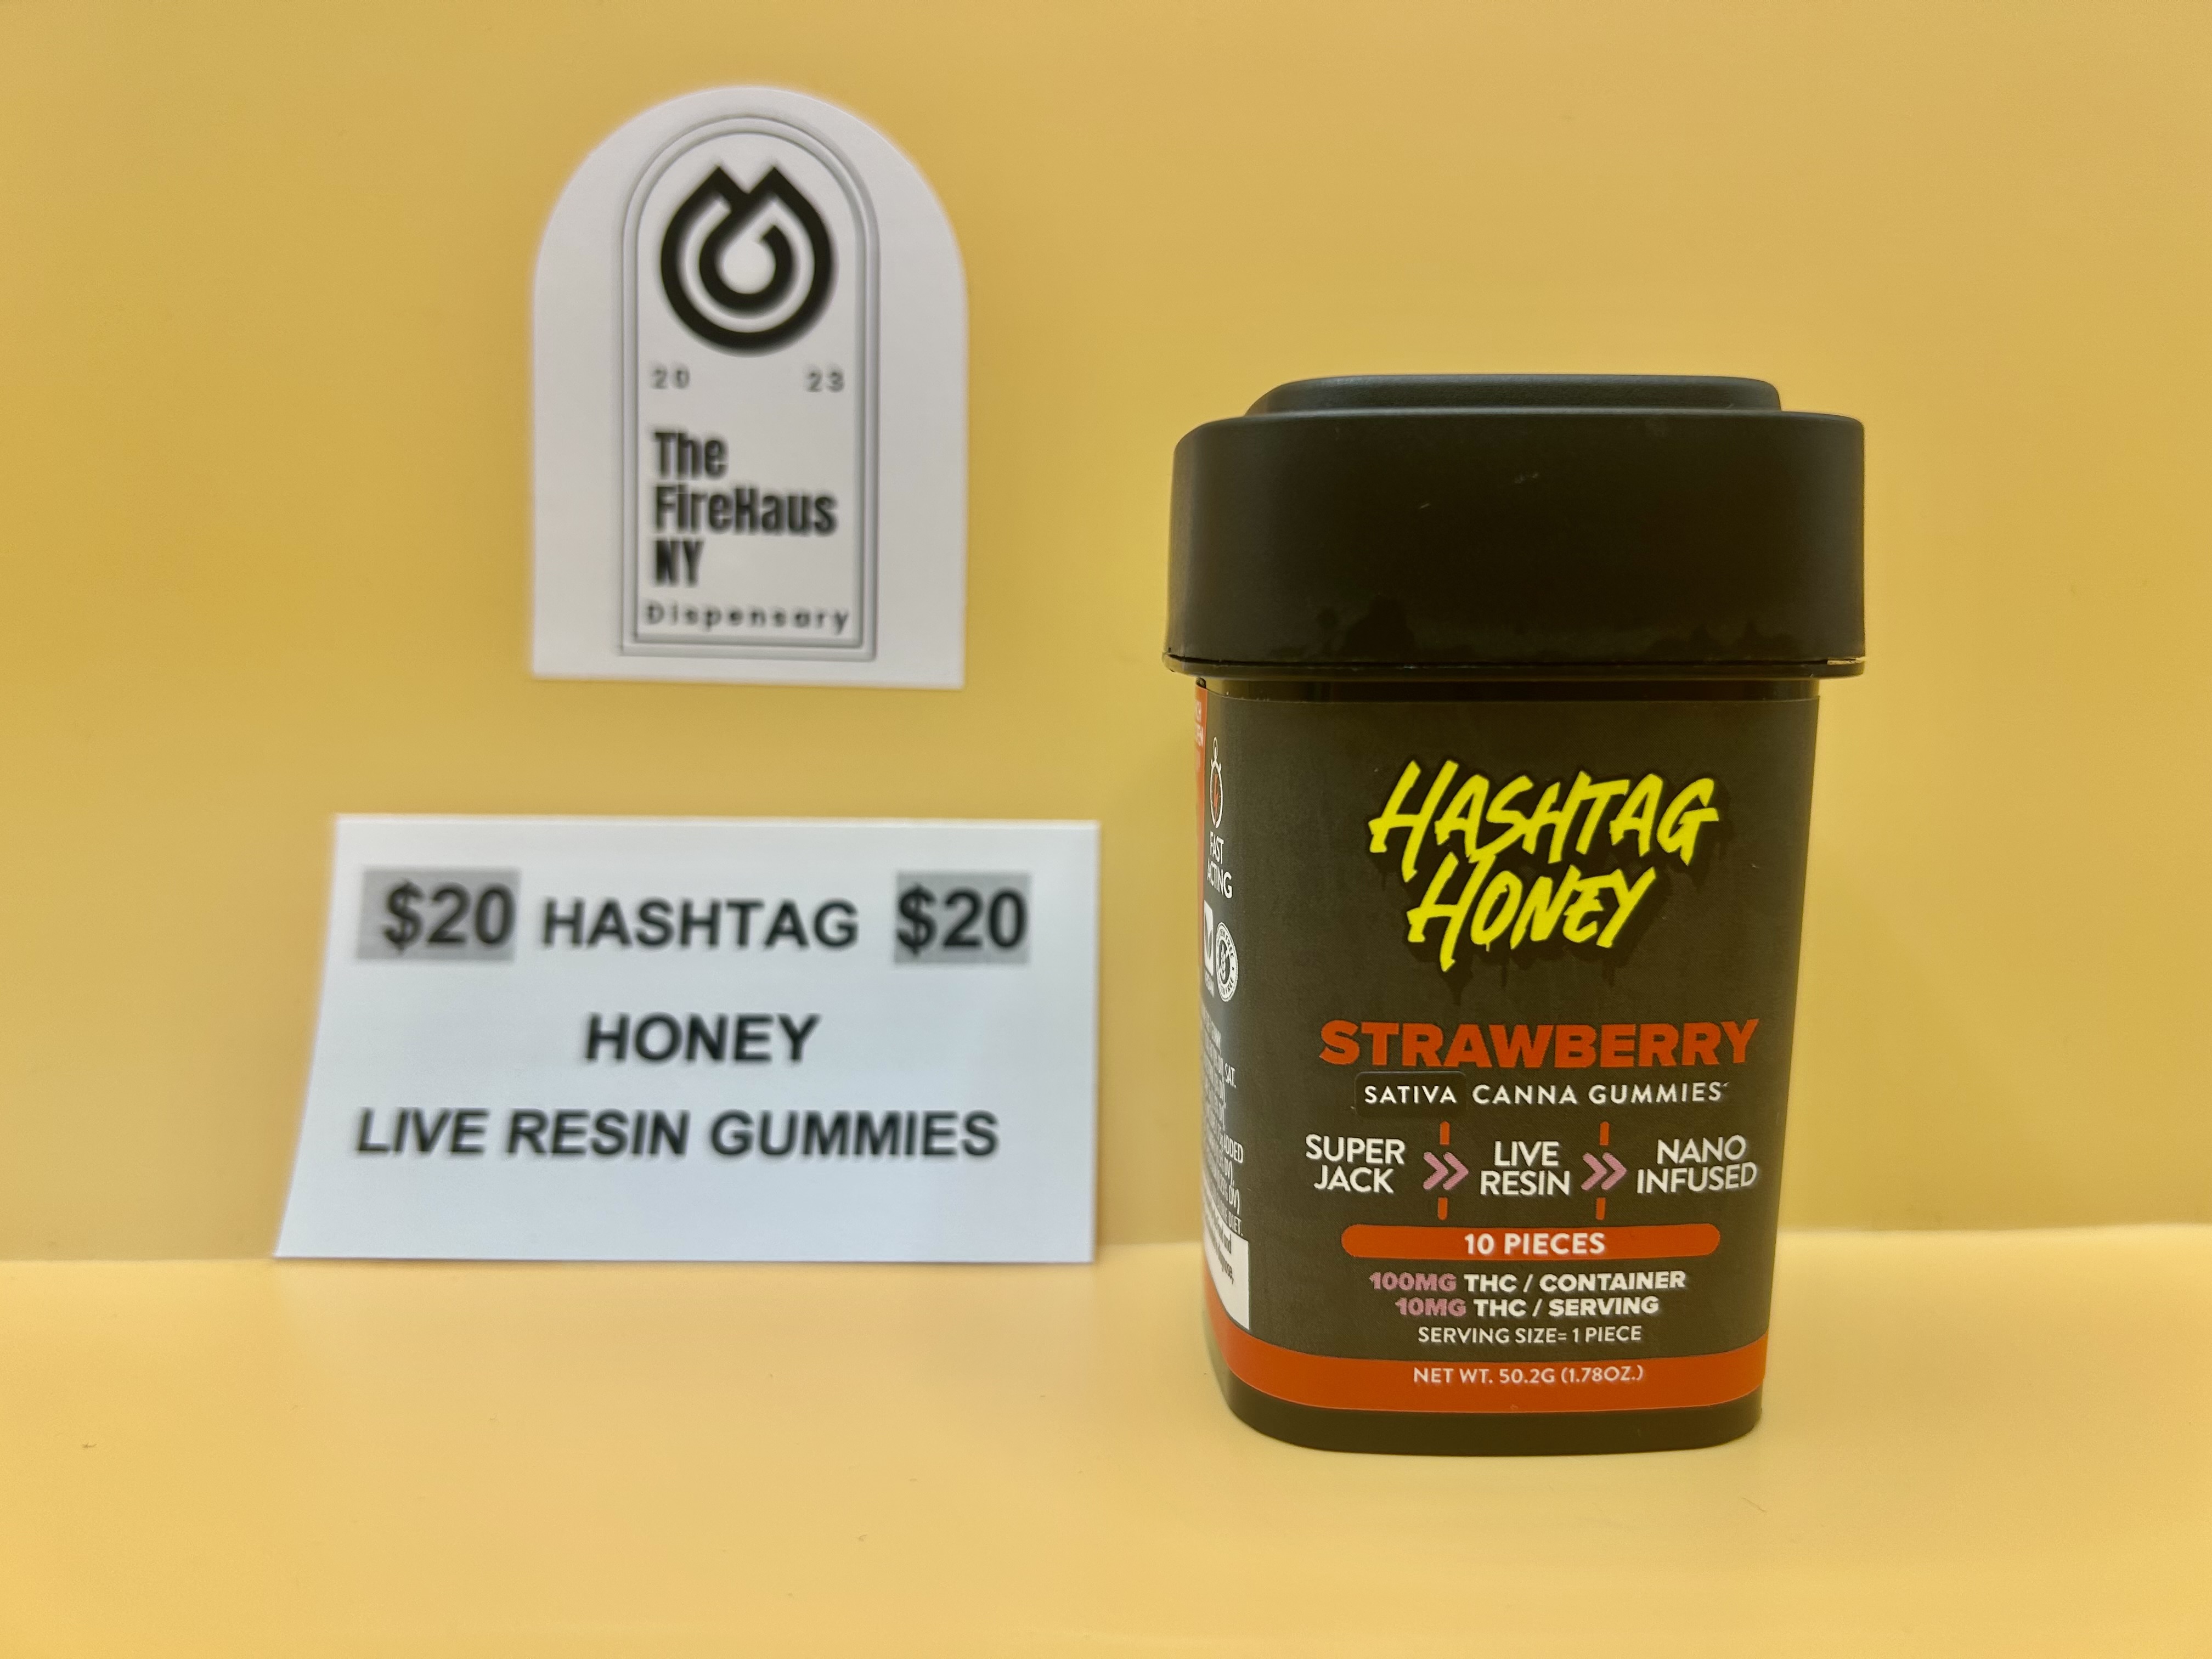 20 23
The
FireHaus
NY
Dispensary
$20 HASHTAG $20
HONEY
LIVE RESIN GUMMIES
FAST
ACTING
HASHTAG
HONEY
STRAWBERRY
SATIVA CANNA GUMMIES
SUPER JACK » LIVE RESIN » NANO INFUSED
10 PIECES
100MG THC / CONTAINER
10MG THC / SERVING
SERVING SIZE= 1 PIECE
NET WT. 50.2G (1.78OZ.)